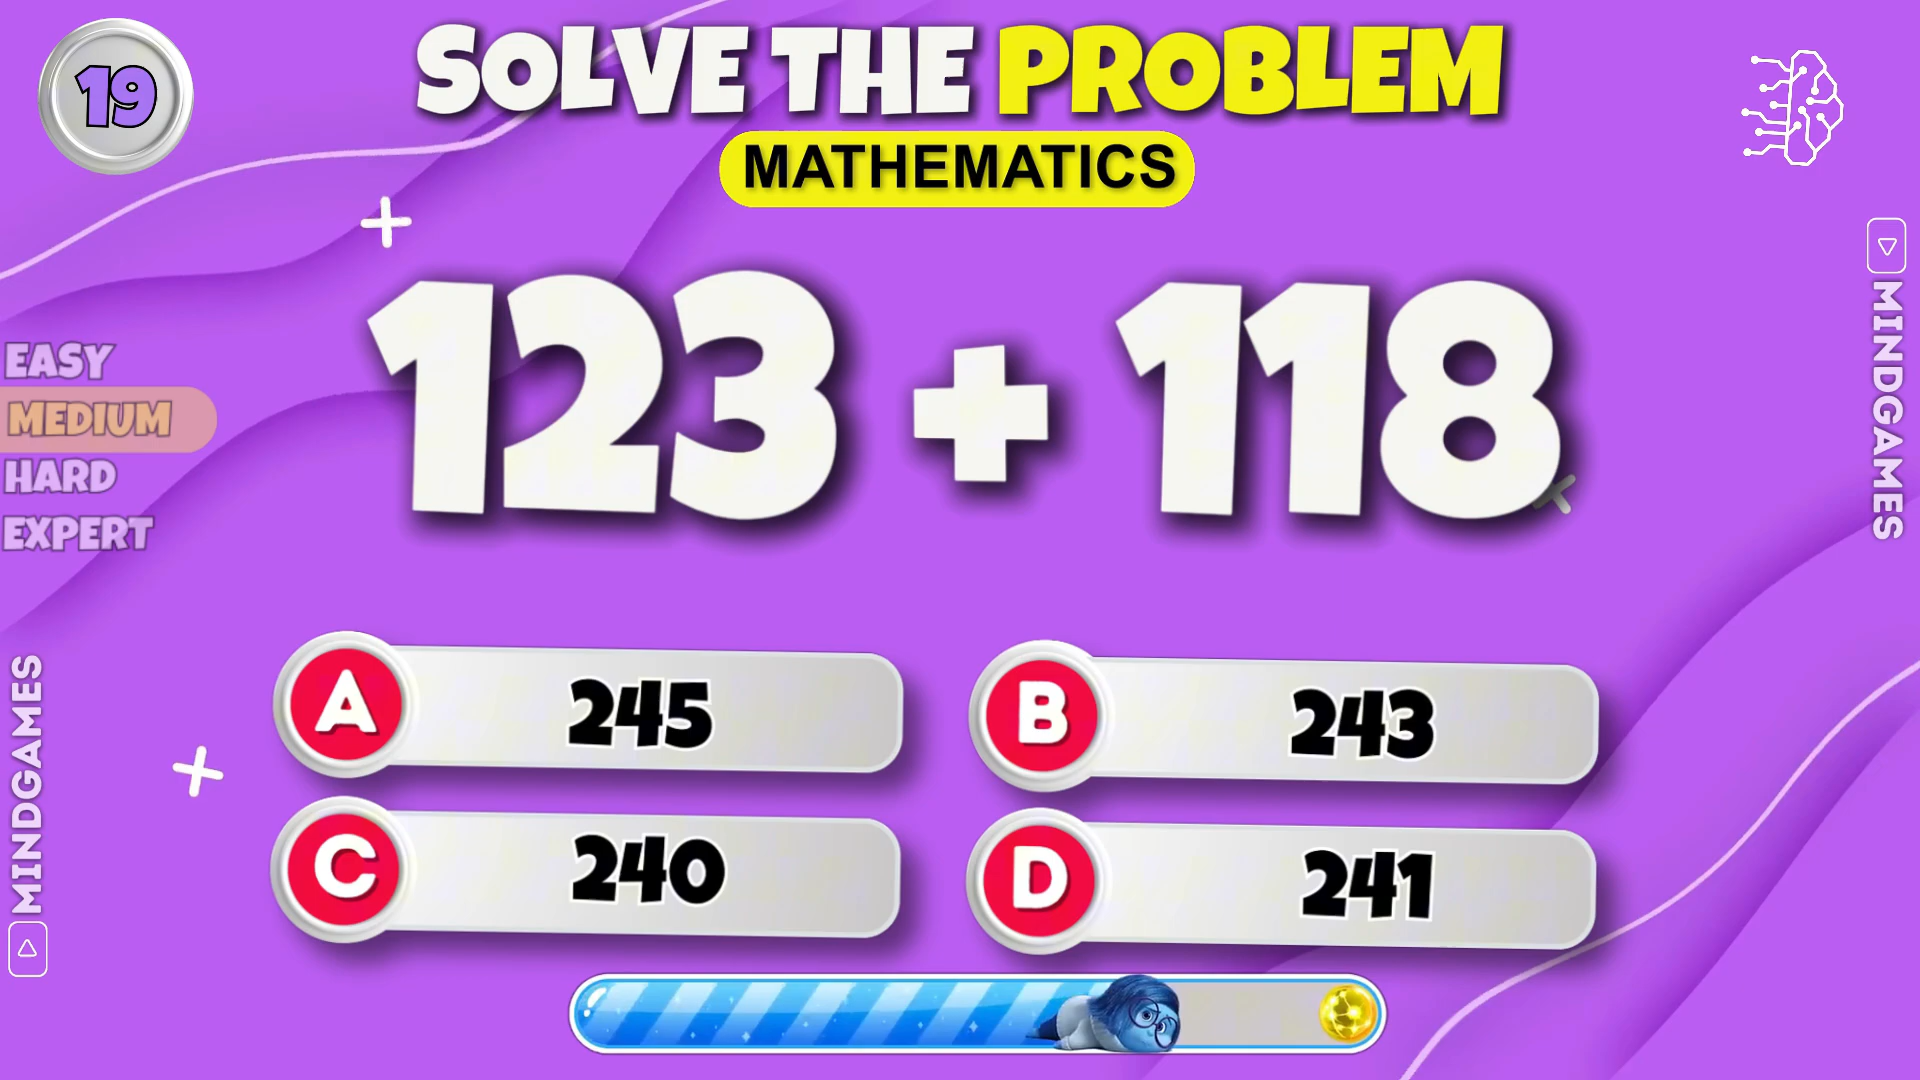 19
SOLVE THE PROBLEM
MATHEMATICS
123 + 118
EASY
MEDIUM
HARD
EXPERT
MINDGAMES
MINDGAMES
A 245
B 243
C 240
D 241